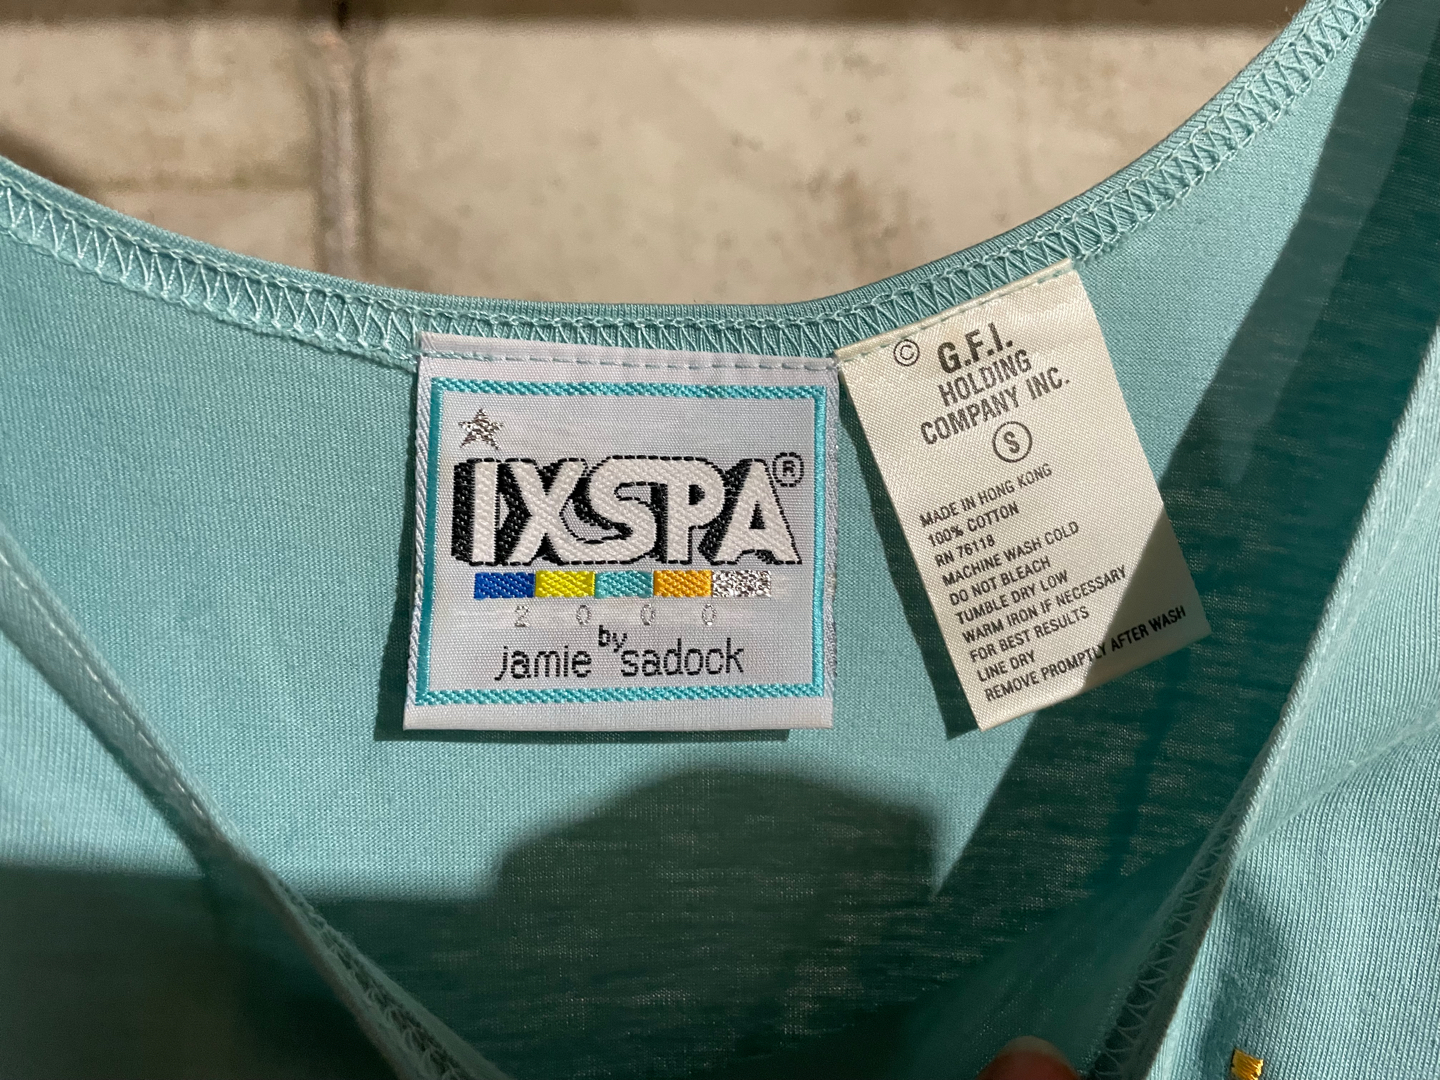 IXSPA®
2 0 0 0
by
jamie sadock
© G.F.I.
HOLDING
COMPANY INC.
S
MADE IN HONG KONG
100% COTTON
RN 76118
MACHINE WASH COLD
DO NOT BLEACH
TUMBLE DRY LOW
WARM IRON IF NECESSARY
FOR BEST RESULTS
LINE DRY
REMOVE PROMPTLY AFTER WASH